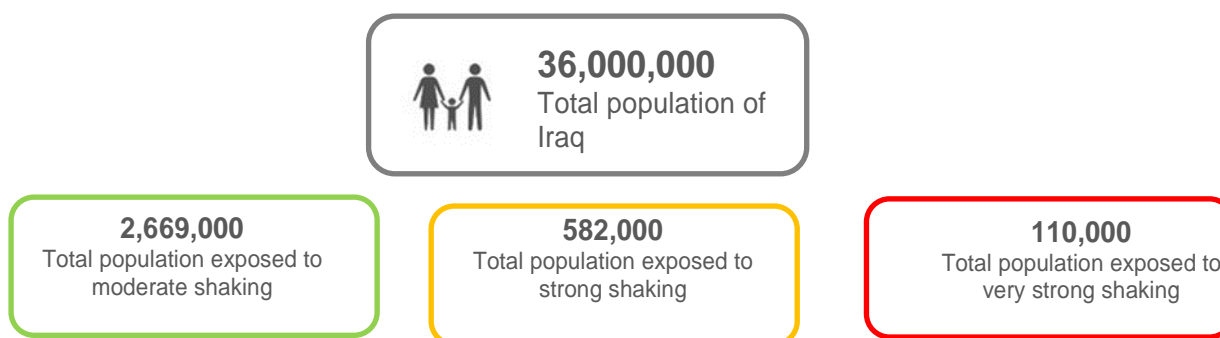 36,000,000
Total population of
Iraq
2,669,000
Total population exposed to
moderate shaking
582,000
Total population exposed to
strong shaking
110,000
Total population exposed to
very strong shaking